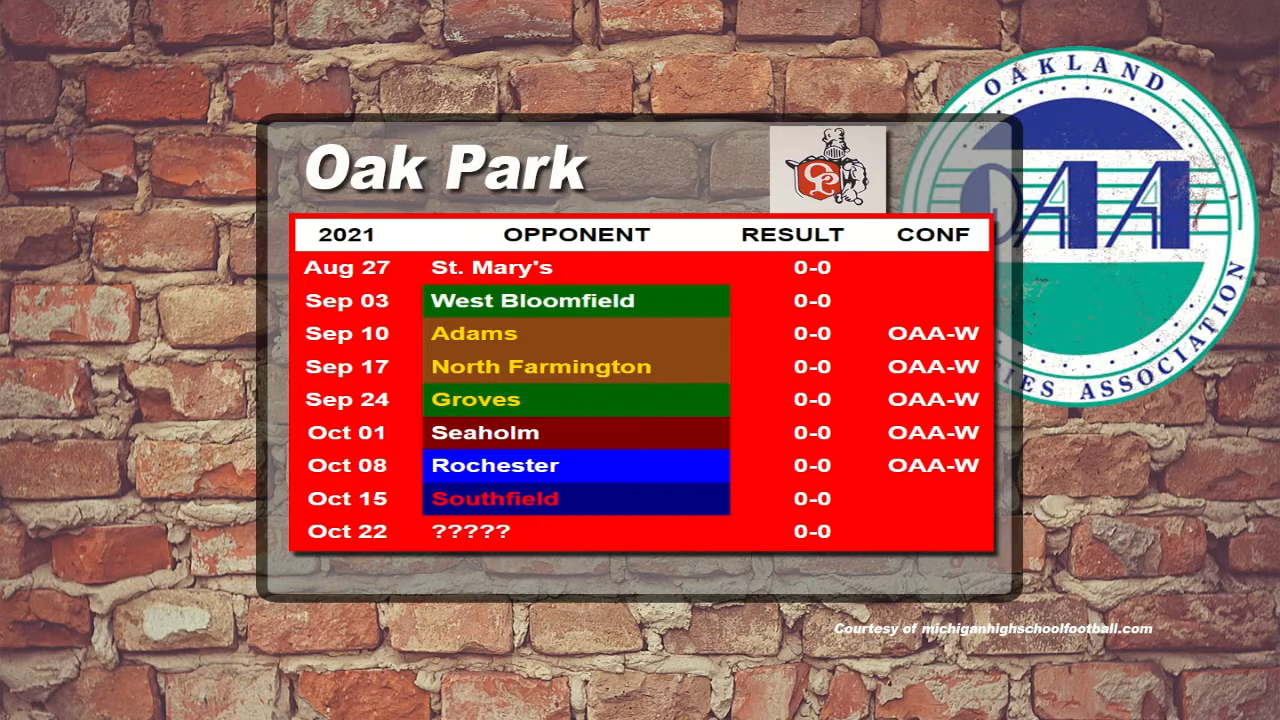 OAKLAND
OAA
ASSOCIATION
Oak Park
OP
2021 OPPONENT RESULT CONF
Aug 27 St. Mary's 0-0
Sep 03 West Bloomfield 0-0
Sep 10 Adams 0-0 OAA-W
Sep 17 North Farmington 0-0 OAA-W
Sep 24 Groves 0-0 OAA-W
Oct 01 Seaholm 0-0 OAA-W
Oct 08 Rochester 0-0 OAA-W
Oct 15 Southfield 0-0
Oct 22 ????? 0-0
Courtesy of michiganhighschoolfootball.com